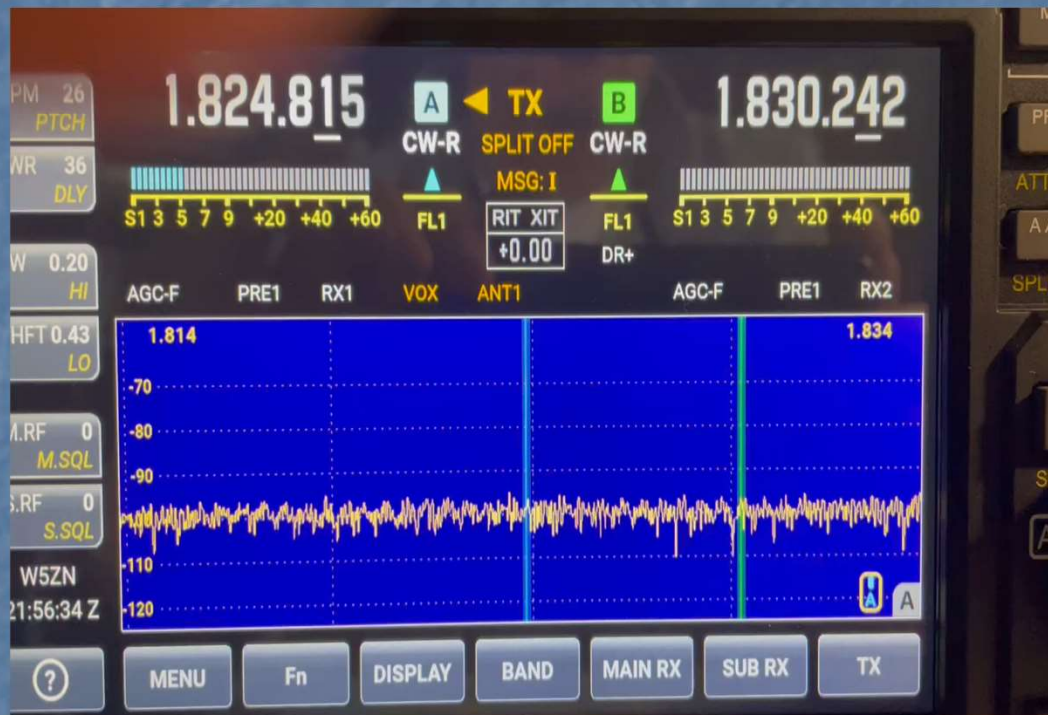 PM 26
PTCH
WR 36
DLY
W 0.20
HI
HFT 0.43
LO
M.RF 0
M.SQL
S.RF 0
S.SQL
W5ZN
21:56:34 Z
?
1.824.815
A TX B
1.830.242
CW-R SPLIT OFF CW-R
MSG: I
S1 3 5 7 9 +20 +40 +60
FL1
RIT XIT
+0.00
FL1
DR+
S1 3 5 7 9 +20 +40 +60
AGC-F PRE1 RX1 VOX ANT1 AGC-F PRE1 RX2
1.814 1.834
-70
-80
-90
-100
-110
-120
A A
MENU Fn DISPLAY BAND MAIN RX SUB RX TX
ATT
SPL